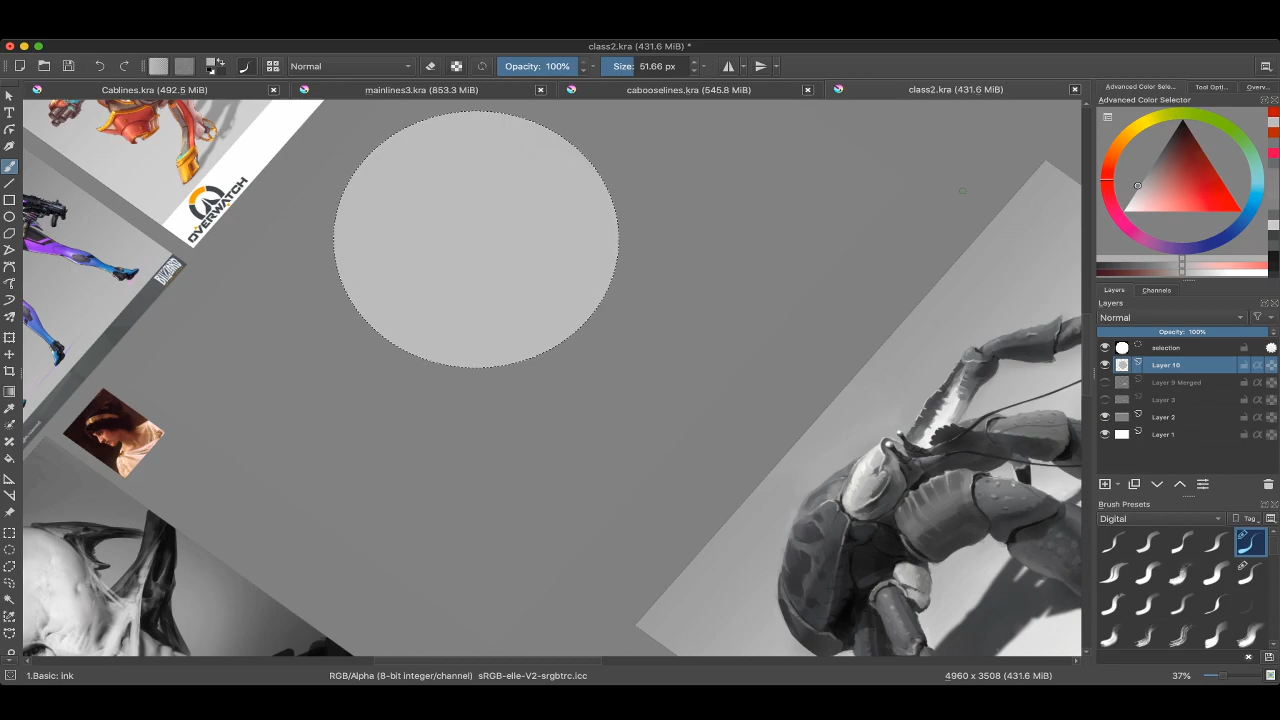 class2.kra (431.6 MiB) *
Normal
Opacity: 100%
Size: 51.66 px
Cablines.kra (492.5 MiB)
mainlines3.kra (853.3 MiB)
cabooselines.kra (545.8 MiB)
class2.kra (431.6 MiB)
Advanced Color Sele...
Tool Opti...
Overv...
Advanced Color Selector
OVERWATCH
BLIZZARD
Layers
Channels
Layers
Normal
Opacity: 100%
selection
Layer 10
Layer 9 Merged
Layer 3
Layer 2
Layer 1
Brush Presets
Digital
Tag
1.Basic: ink
RGB/Alpha (8-bit integer/channel) sRGB-elle-V2-srgbtrc.icc
4960 x 3508 (431.6 MiB)
37%